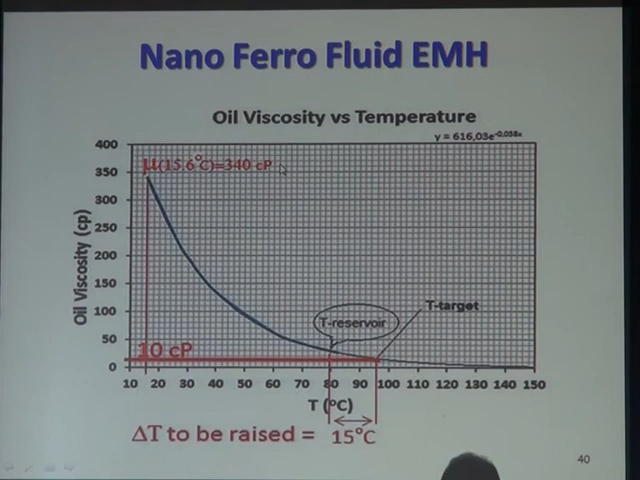 Nano Ferro Fluid EMH
Oil Viscosity vs Temperature
y = 616,03e^-0.038x
400
350
300
250
200
150
100
50
0
Oil Viscosity (cp)
μ(15.6°C)=340 cP
T-reservoir
T-target
10 cP
10 20 30 40 50 60 70 80 90 100 110 120 130 140 150
T (°C)
ΔT to be raised = 15°C
40